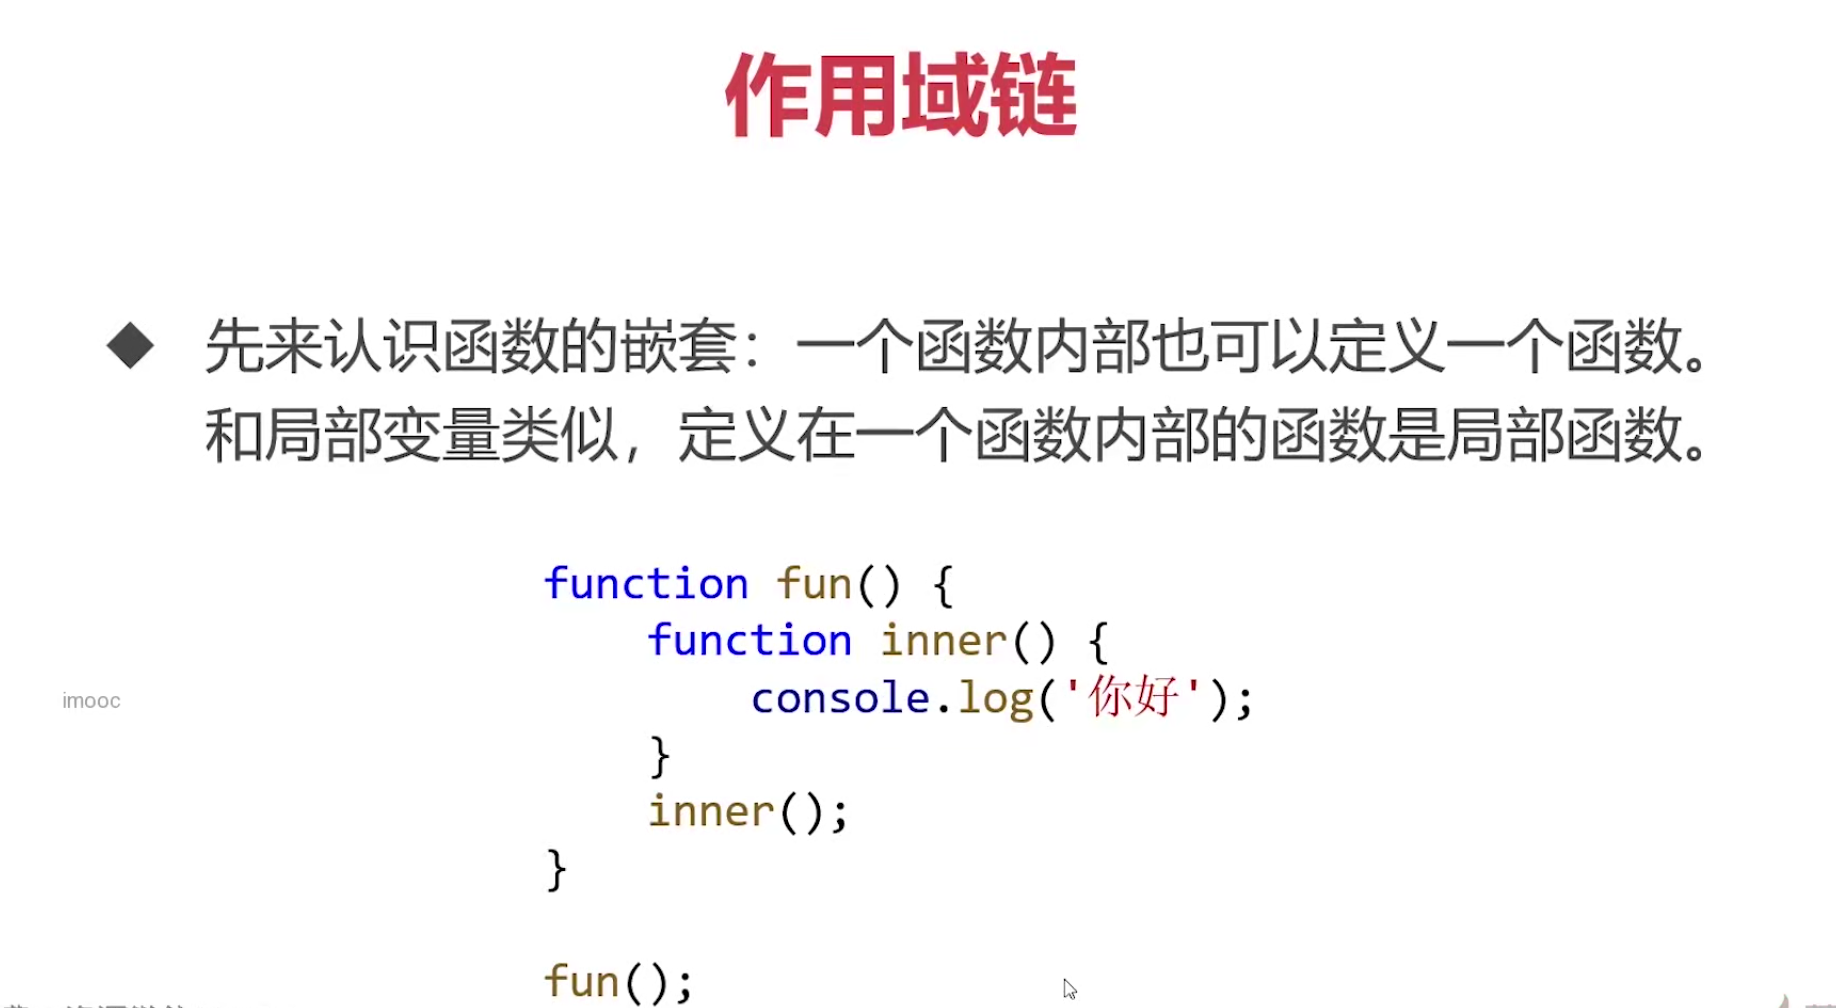 作用域链
先来认识函数的嵌套：一个函数内部也可以定义一个函数。
和局部变量类似，定义在一个函数内部的函数是局部函数。
function fun() {
    function inner() {
        console.log('你好');
    }
    inner();
}
fun();
imooc